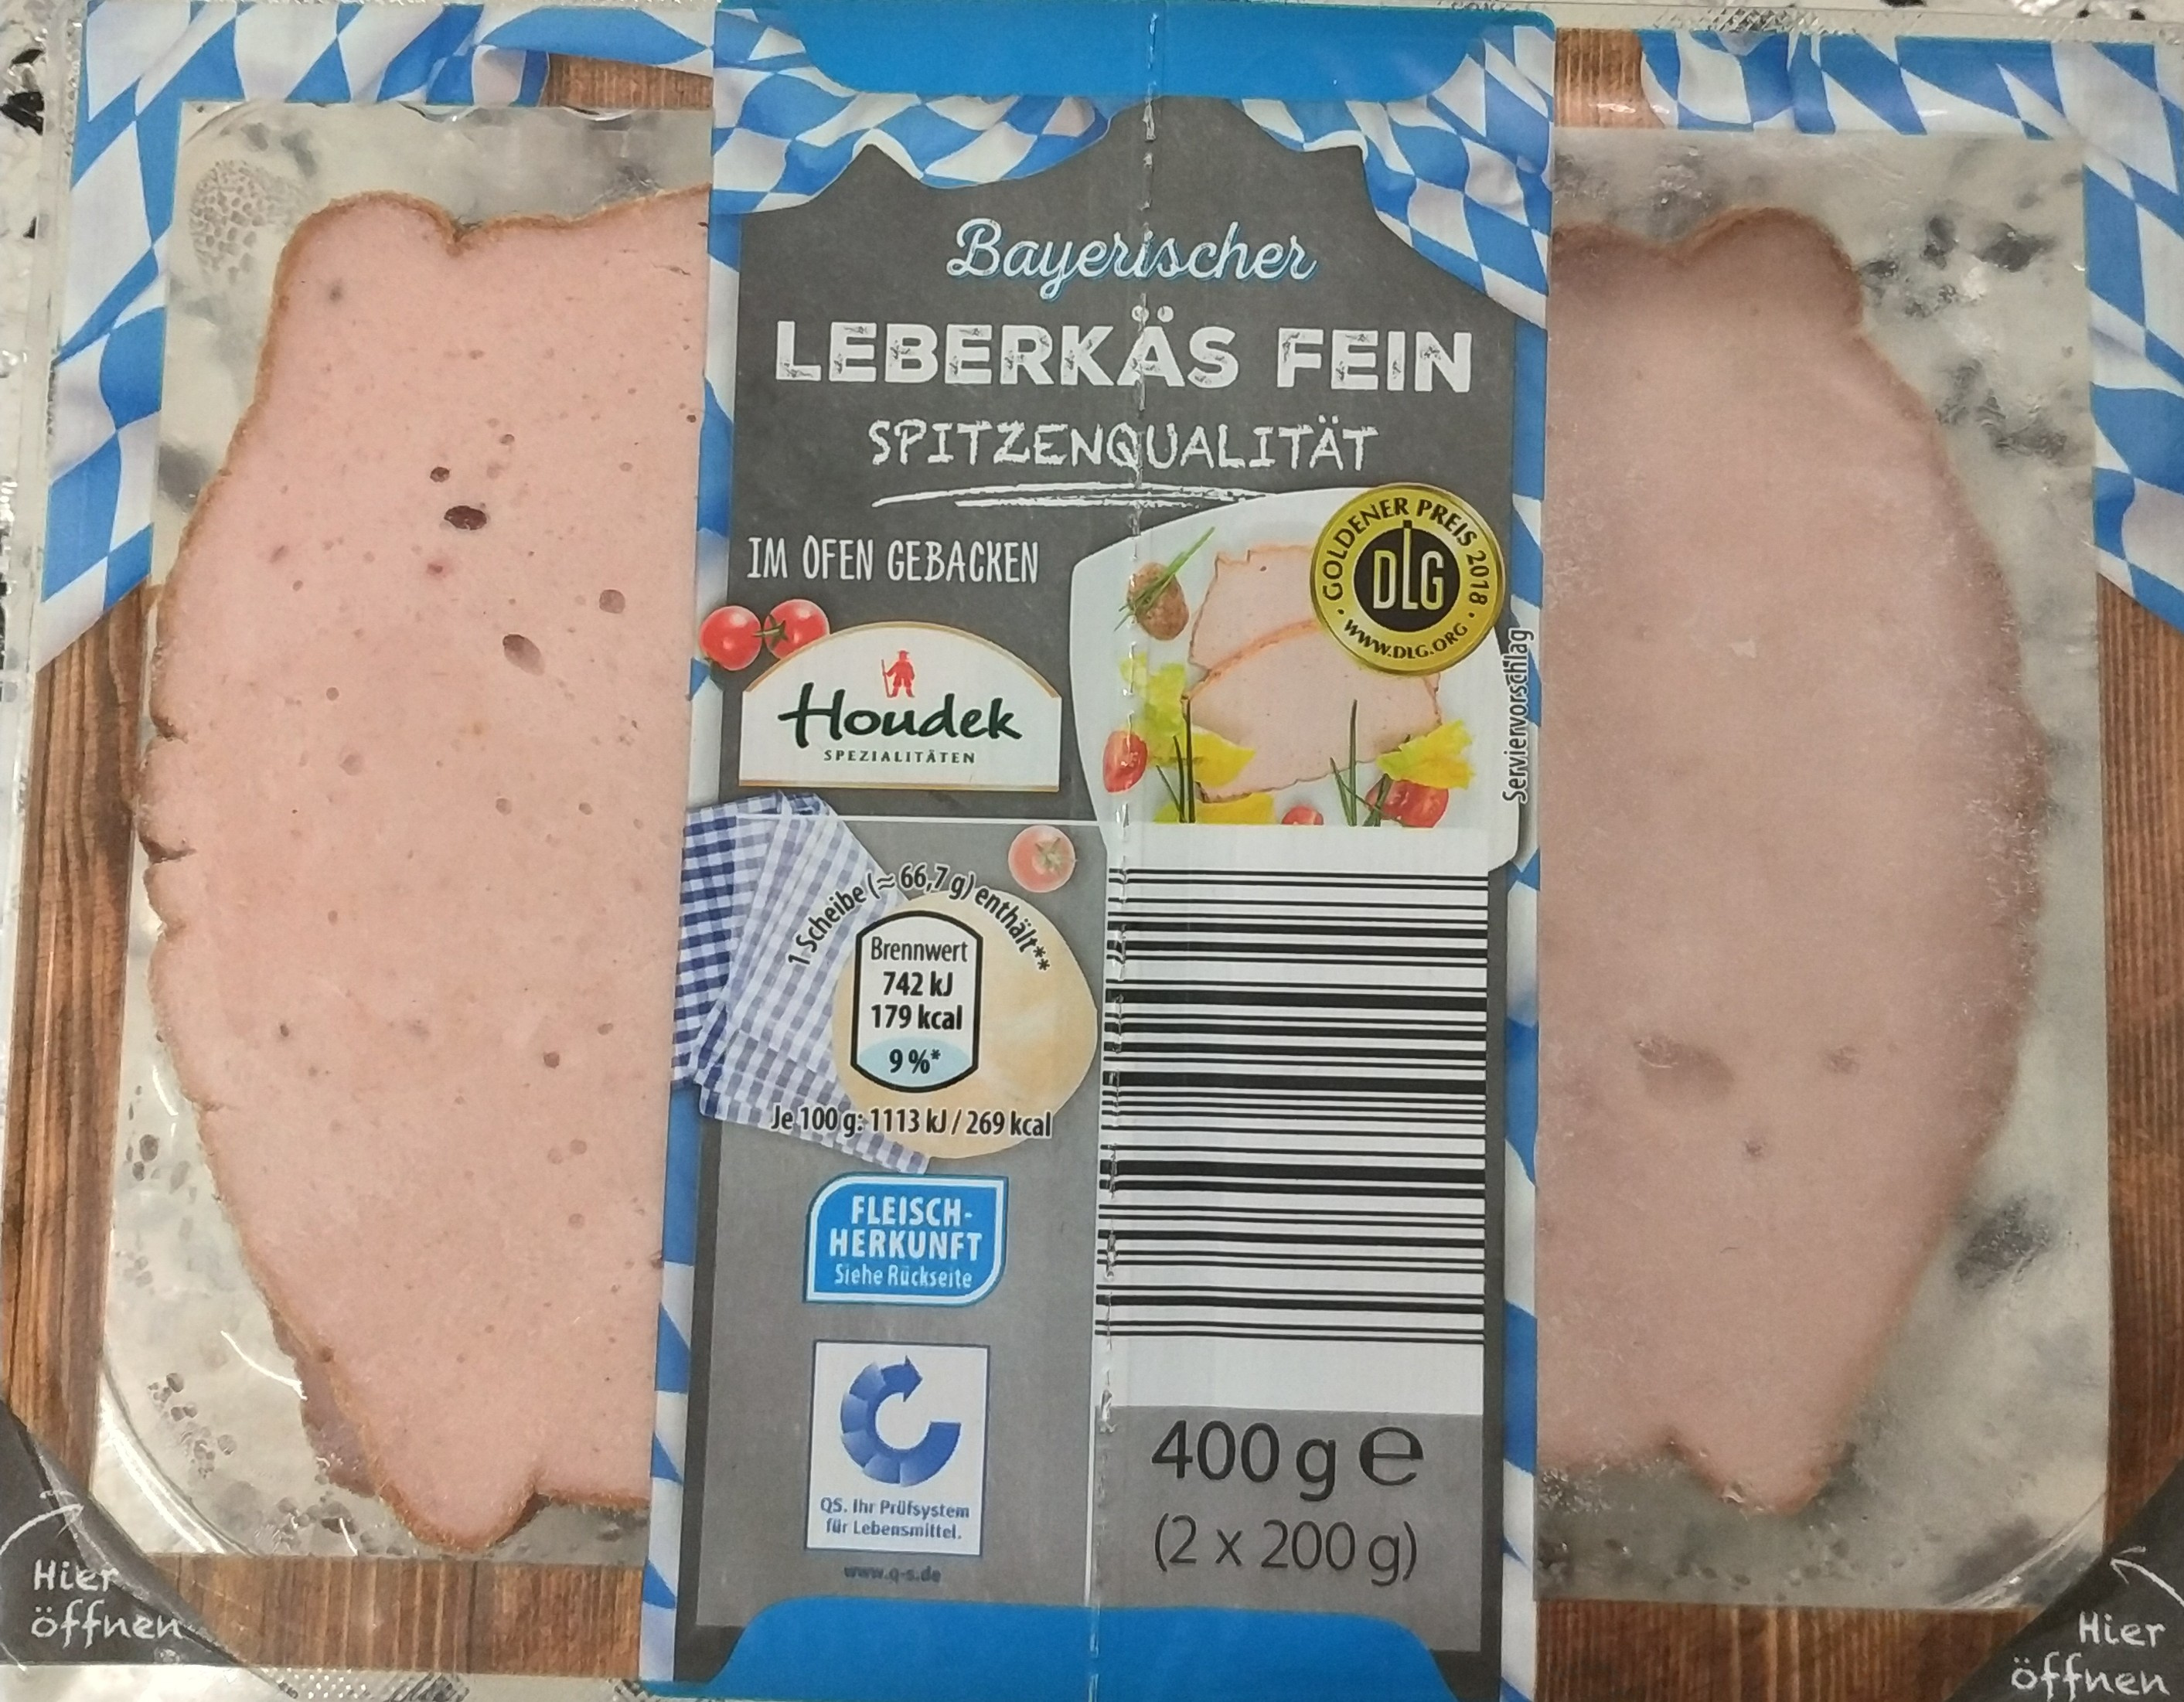 Bayerischer
LEBERKÄS FEIN
SPITZENQUALITÄT
IM OFEN GEBACKEN
GOLDENER PREIS 2018
DLG
WWW.DLG.ORG
Houdek
SPEZIALITÄTEN
Serviervorschlag
1 Scheibe (≈ 66,7 g) enthält**
Brennwert
742 kJ
179 kcal
9 %*
Je 100 g: 1113 kJ / 269 kcal
FLEISCH-
HERKUNFT
Siehe Rückseite
QS. Ihr Prüfsystem
für Lebensmittel.
www.q-s.de
400 g ℮
(2 x 200 g)
Hier
öffnen
Hier
öffnen